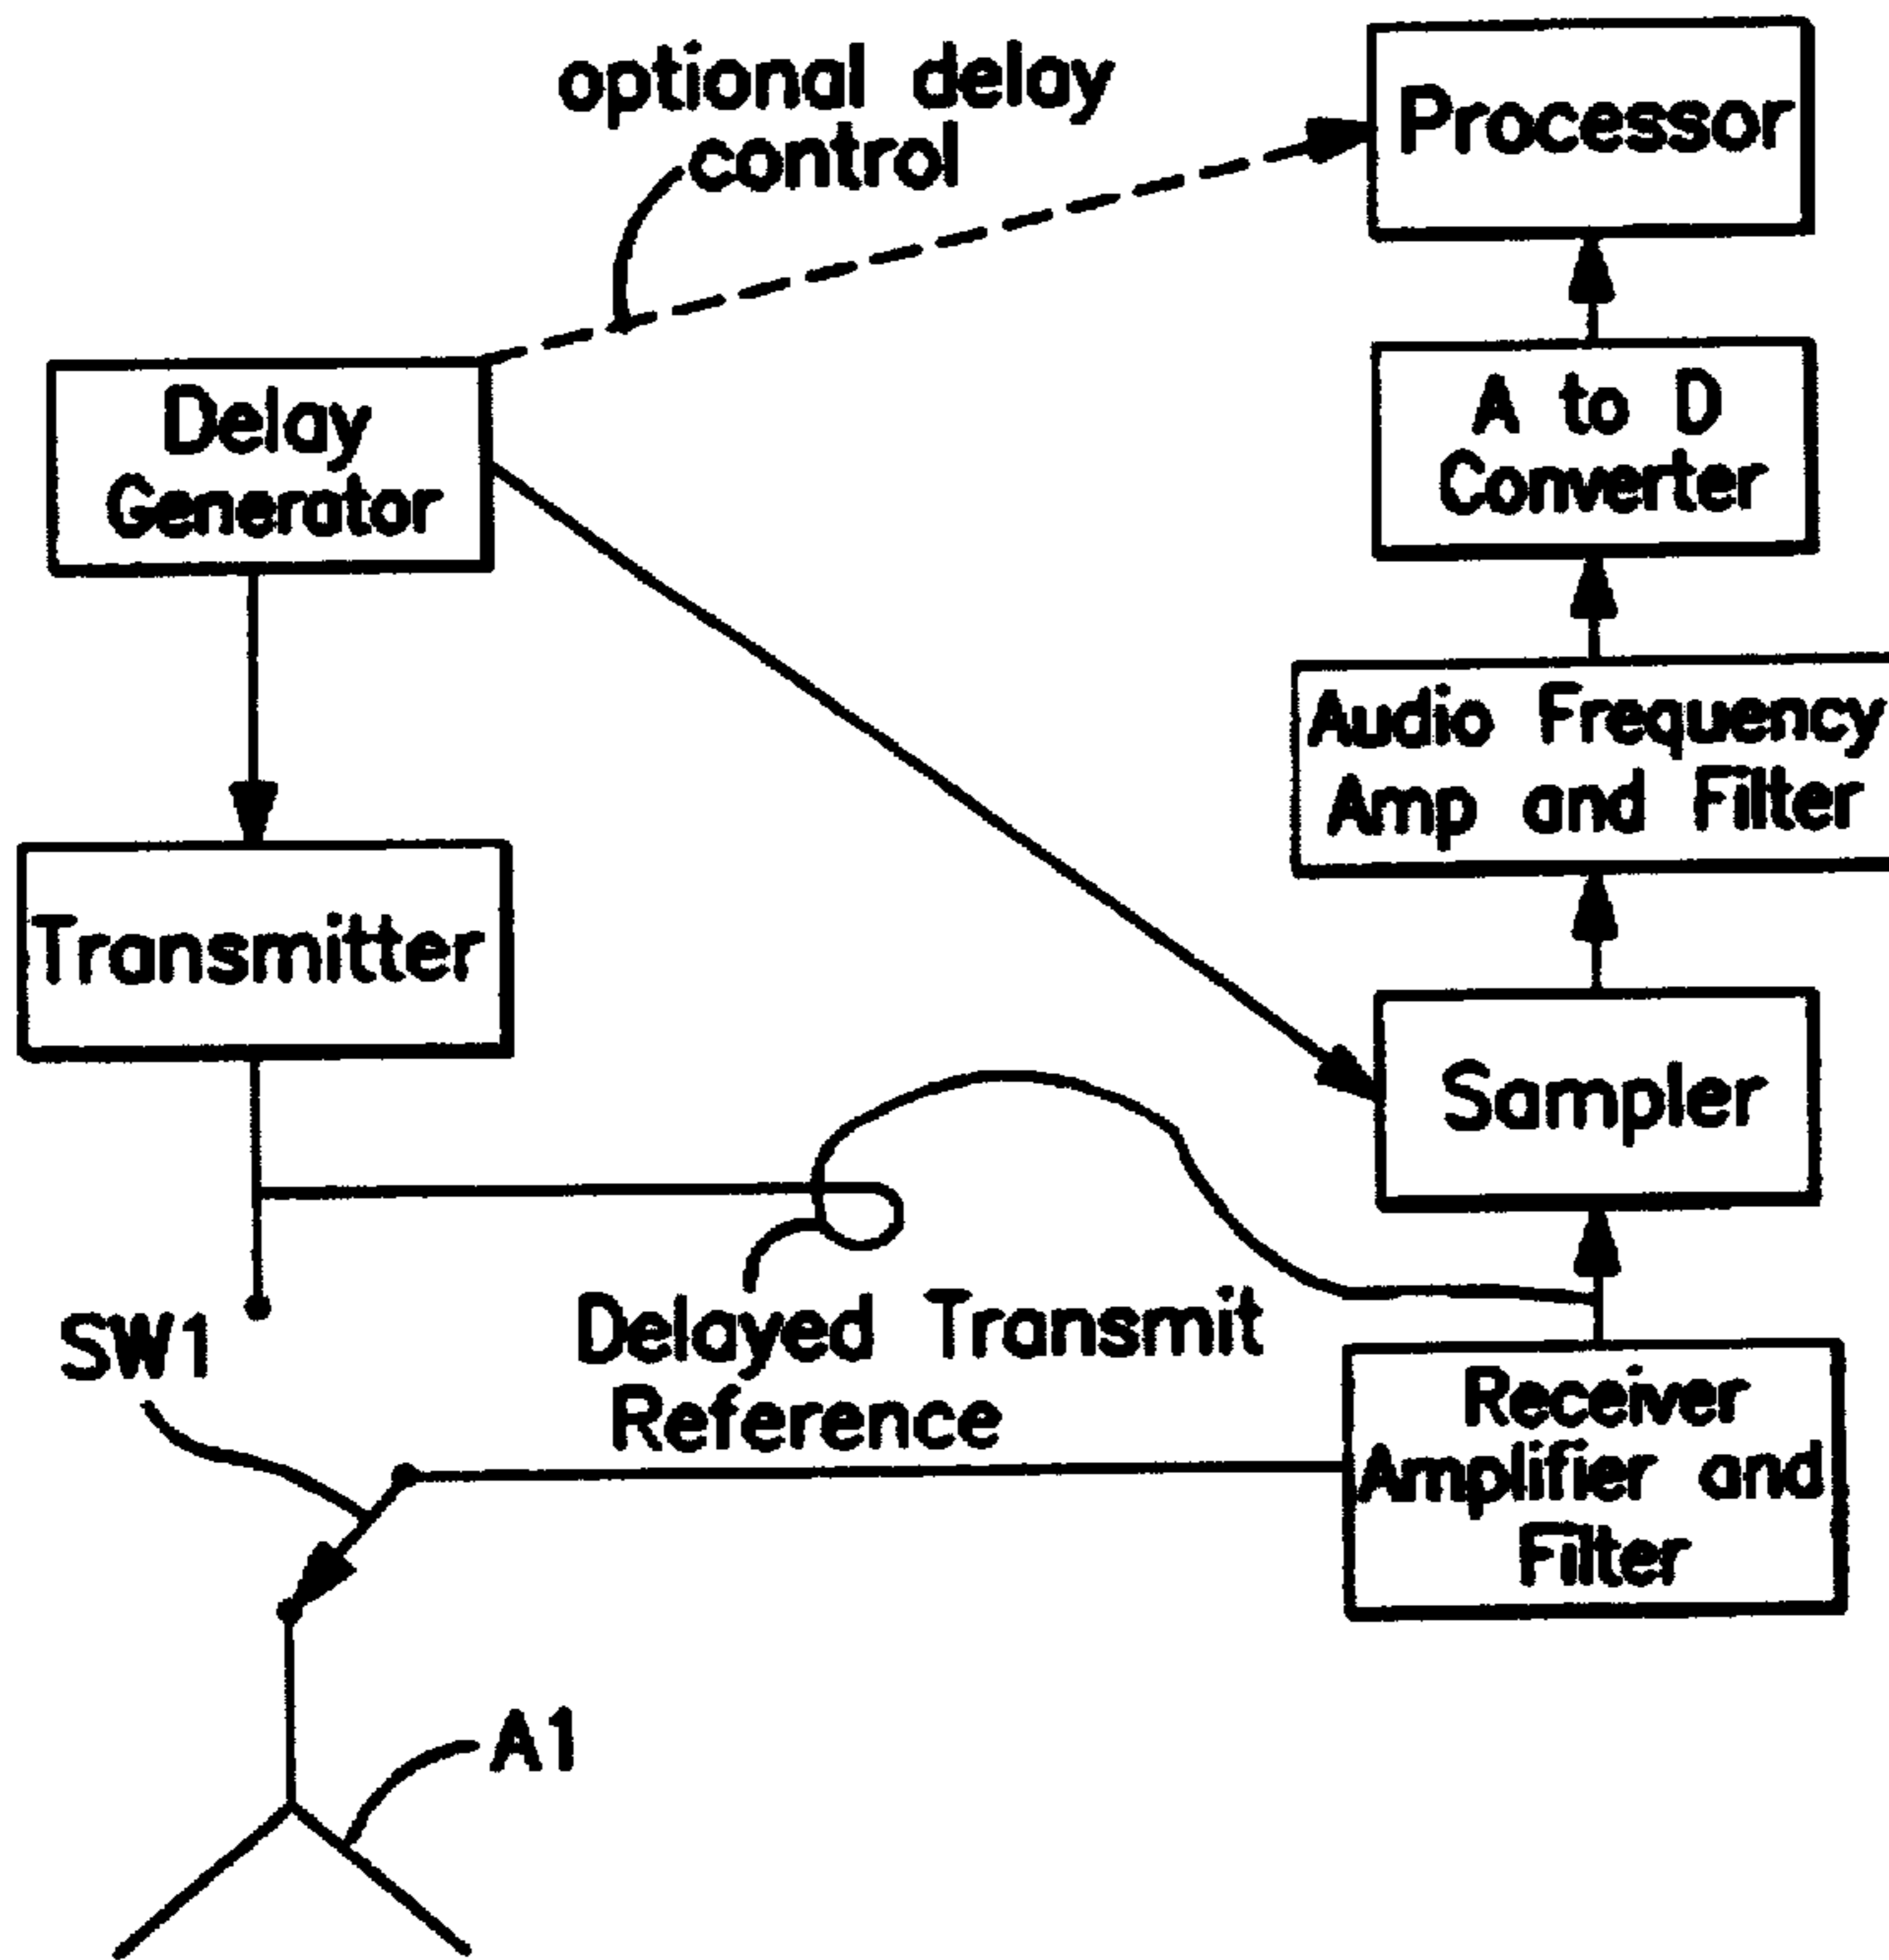 optional delay
control
Processor
Delay
Generator
A to D
Converter
Audio Frequency
Amp and Filter
Transmitter
Sampler
SW1
Delayed Transmit
Reference
Receiver
Amplifier and
Filter
A1